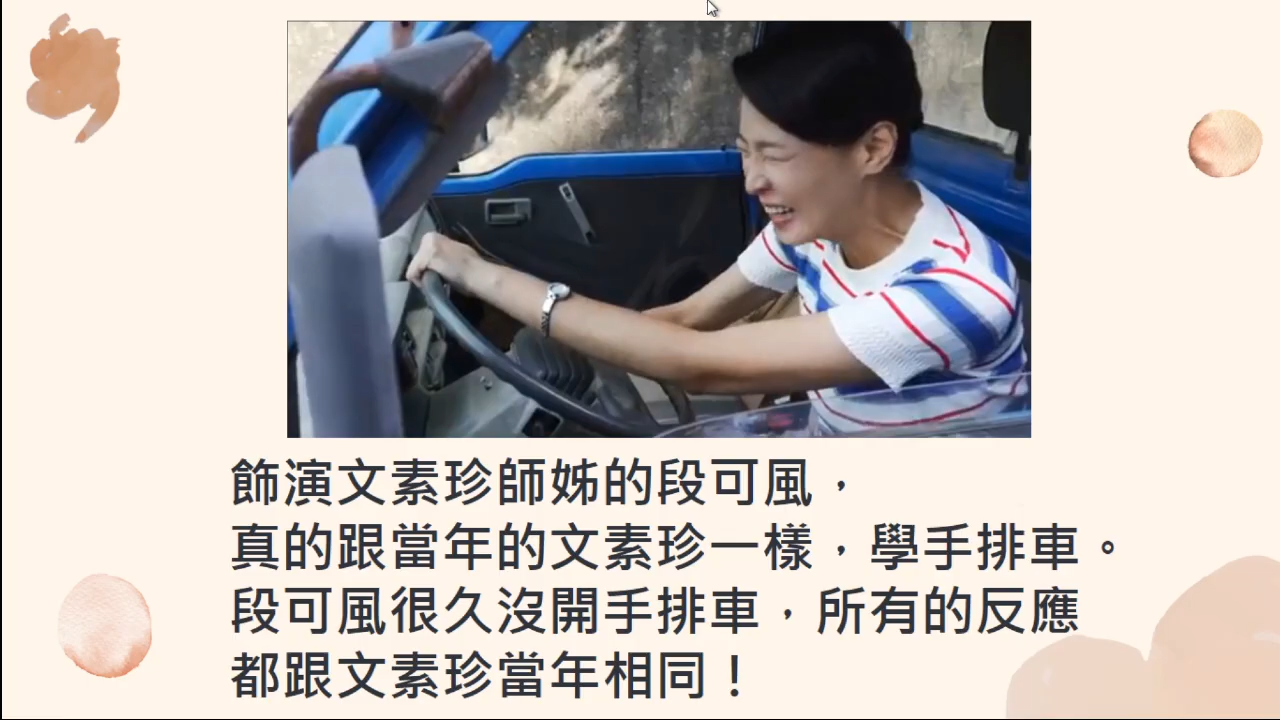 飾演文素珍師姊的段可風，
真的跟當年的文素珍一樣，學手排車。
段可風很久沒開手排車，所有的反應
都跟文素珍當年相同！